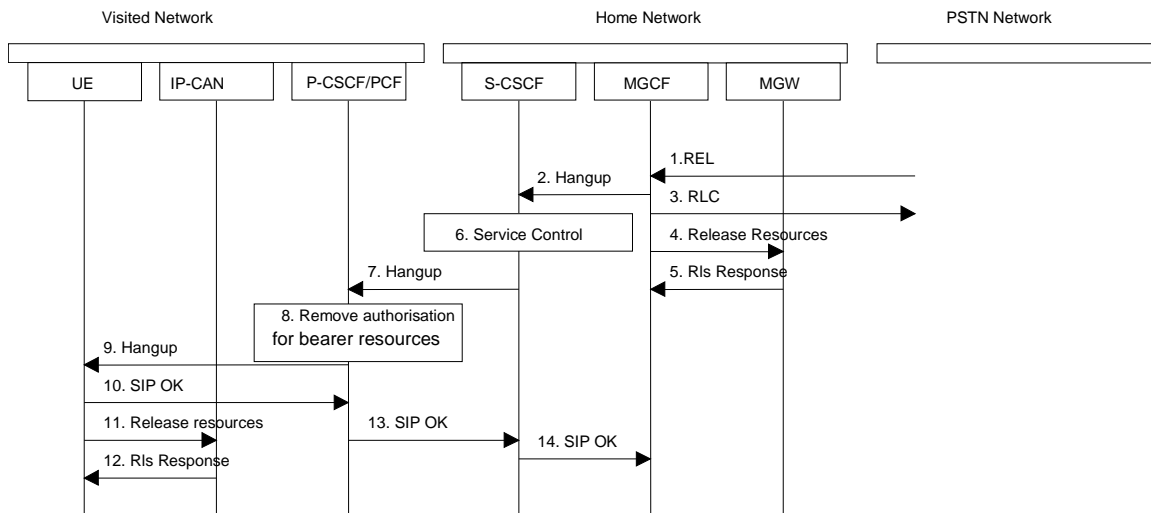 Visited Network
Home Network
PSTN Network
UE
IP-CAN
P-CSCF/PCF
S-CSCF
MGCF
MGW
1.REL
2. Hangup
3. RLC
6. Service Control
4. Release Resources
7. Hangup
5. Rls Response
8. Remove authorisation
for bearer resources
9. Hangup
10. SIP OK
11. Release resources
13. SIP OK
14. SIP OK
12. Rls Response